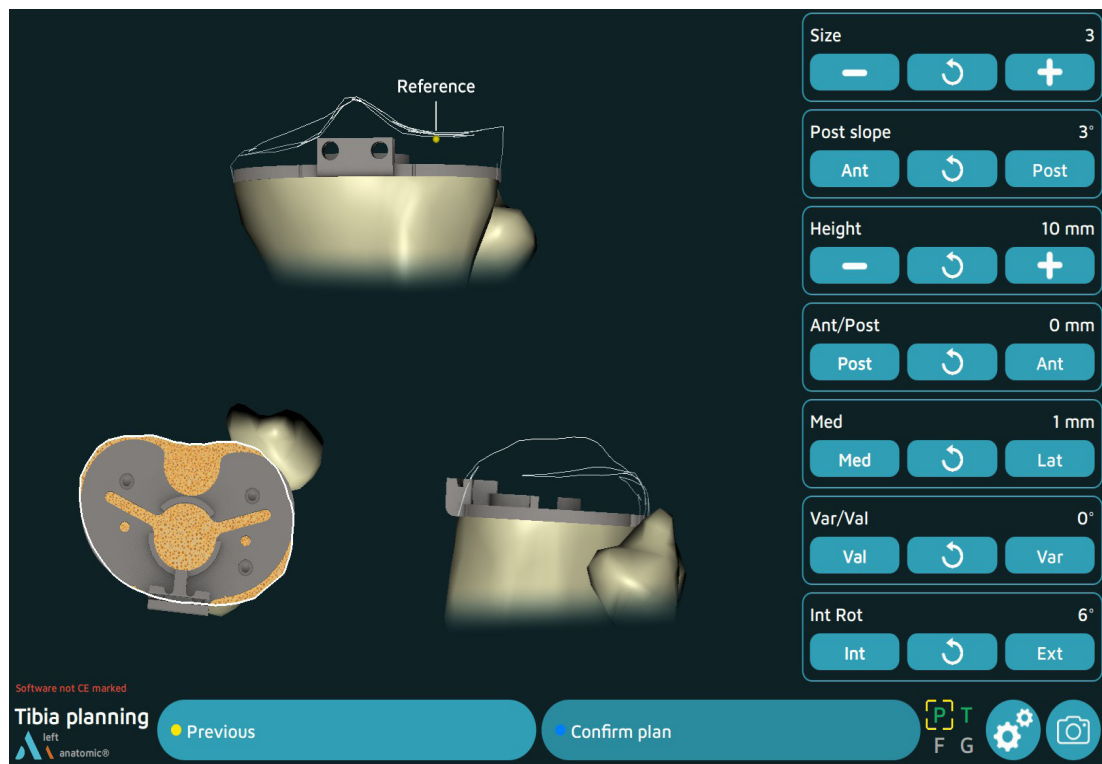 Reference
Size 3
Post slope 3°
Ant Post
Height 10 mm
Ant/Post 0 mm
Post Ant
Med 1 mm
Med Lat
Var/Val 0°
Val Var
Int Rot 6°
Int Ext
Software not CE marked
Tibia planning
left
anatomic®
Previous
Confirm plan
P T
F G